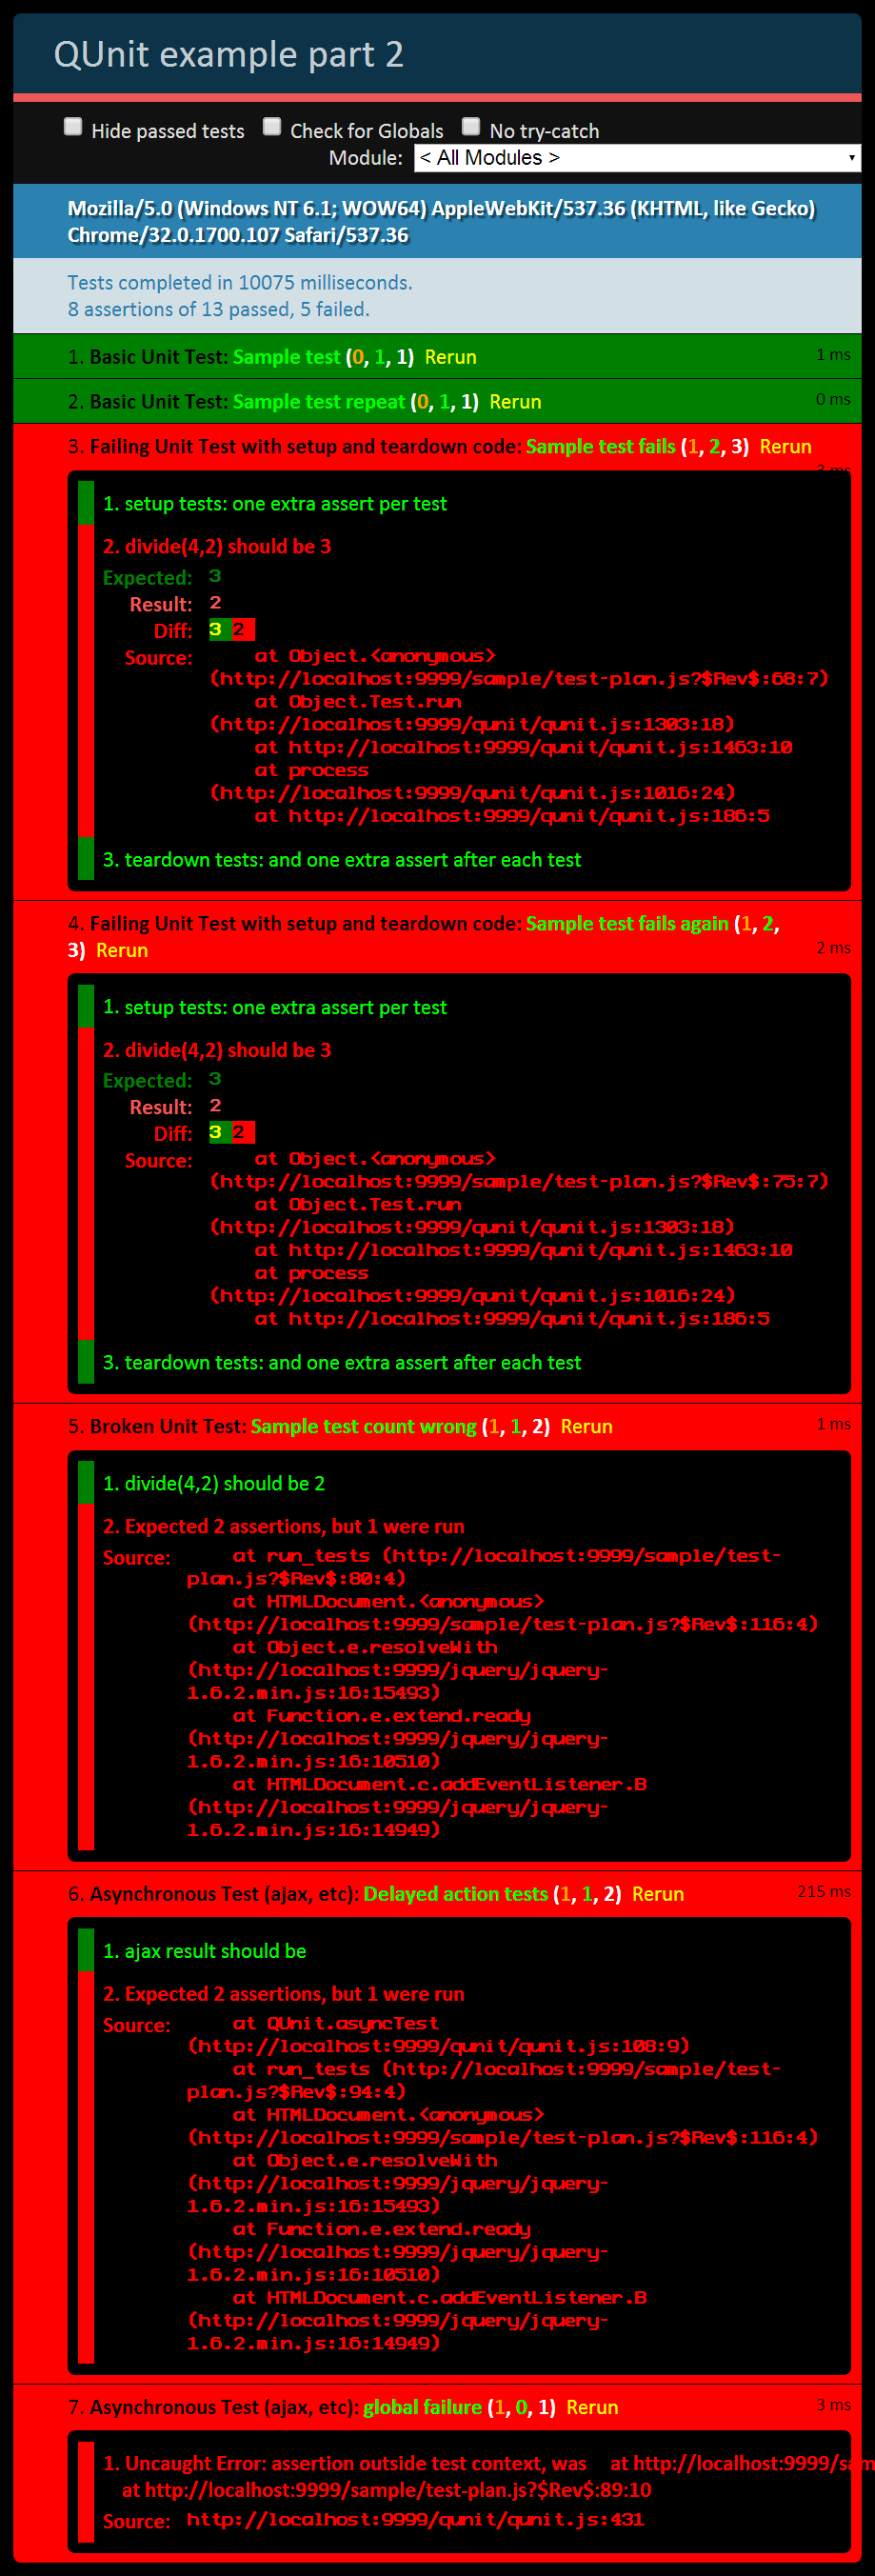 QUnit example part 2
Hide passed tests Check for Globals No try-catch
Module: < All Modules >
Mozilla/5.0 (Windows NT 6.1; WOW64) AppleWebKit/537.36 (KHTML, like Gecko)
Chrome/32.0.1700.107 Safari/537.36
Tests completed in 10075 milliseconds.
8 assertions of 13 passed, 5 failed.
1. Basic Unit Test: Sample test (0, 1, 1) Rerun 1 ms
2. Basic Unit Test: Sample test repeat (0, 1, 1) Rerun 0 ms
3. Failing Unit Test with setup and teardown code: Sample test fails (1, 2, 3) Rerun
3 ms
1. setup tests: one extra assert per test
2. divide(4,2) should be 3
Expected: 3
Result: 2
Diff: 3 2
Source: at Object.<anonymous>
(http://localhost:9999/sample/test-plan.js?$Rev$:68:7)
at Object.Test.run
(http://localhost:9999/qunit/qunit.js:1303:18)
at http://localhost:9999/qunit/qunit.js:1463:10
at process
(http://localhost:9999/qunit/qunit.js:1016:24)
at http://localhost:9999/qunit/qunit.js:186:5
3. teardown tests: and one extra assert after each test
4. Failing Unit Test with setup and teardown code: Sample test fails again (1, 2,
3) Rerun 2 ms
1. setup tests: one extra assert per test
2. divide(4,2) should be 3
Expected: 3
Result: 2
Diff: 3 2
Source: at Object.<anonymous>
(http://localhost:9999/sample/test-plan.js?$Rev$:75:7)
at Object.Test.run
(http://localhost:9999/qunit/qunit.js:1303:18)
at http://localhost:9999/qunit/qunit.js:1463:10
at process
(http://localhost:9999/qunit/qunit.js:1016:24)
at http://localhost:9999/qunit/qunit.js:186:5
3. teardown tests: and one extra assert after each test
5. Broken Unit Test: Sample test count wrong (1, 1, 2) Rerun 1 ms
1. divide(4,2) should be 2
2. Expected 2 assertions, but 1 were run
Source: at run_tests (http://localhost:9999/sample/test-
plan.js?$Rev$:80:4)
at HTMLDocument.<anonymous>
(http://localhost:9999/sample/test-plan.js?$Rev$:116:4)
at Object.e.resolveWith
(http://localhost:9999/jquery/jquery-
1.6.2.min.js:16:15493)
at Function.e.extend.ready
(http://localhost:9999/jquery/jquery-
1.6.2.min.js:16:10510)
at HTMLDocument.c.addEventListener.B
(http://localhost:9999/jquery/jquery-
1.6.2.min.js:16:14949)
6. Asynchronous Test (ajax, etc): Delayed action tests (1, 1, 2) Rerun 215 ms
1. ajax result should be
2. Expected 2 assertions, but 1 were run
Source: at QUnit.asyncTest
(http://localhost:9999/qunit/qunit.js:108:9)
at run_tests (http://localhost:9999/sample/test-
plan.js?$Rev$:94:4)
at HTMLDocument.<anonymous>
(http://localhost:9999/sample/test-plan.js?$Rev$:116:4)
at Object.e.resolveWith
(http://localhost:9999/jquery/jquery-
1.6.2.min.js:16:15493)
at Function.e.extend.ready
(http://localhost:9999/jquery/jquery-
1.6.2.min.js:16:10510)
at HTMLDocument.c.addEventListener.B
(http://localhost:9999/jquery/jquery-
1.6.2.min.js:16:14949)
7. Asynchronous Test (ajax, etc): global failure (1, 0, 1) Rerun 3 ms
1. Uncaught Error: assertion outside test context, was at http://localhost:9999/sam
at http://localhost:9999/sample/test-plan.js?$Rev$:89:10
Source: http://localhost:9999/qunit/qunit.js:431